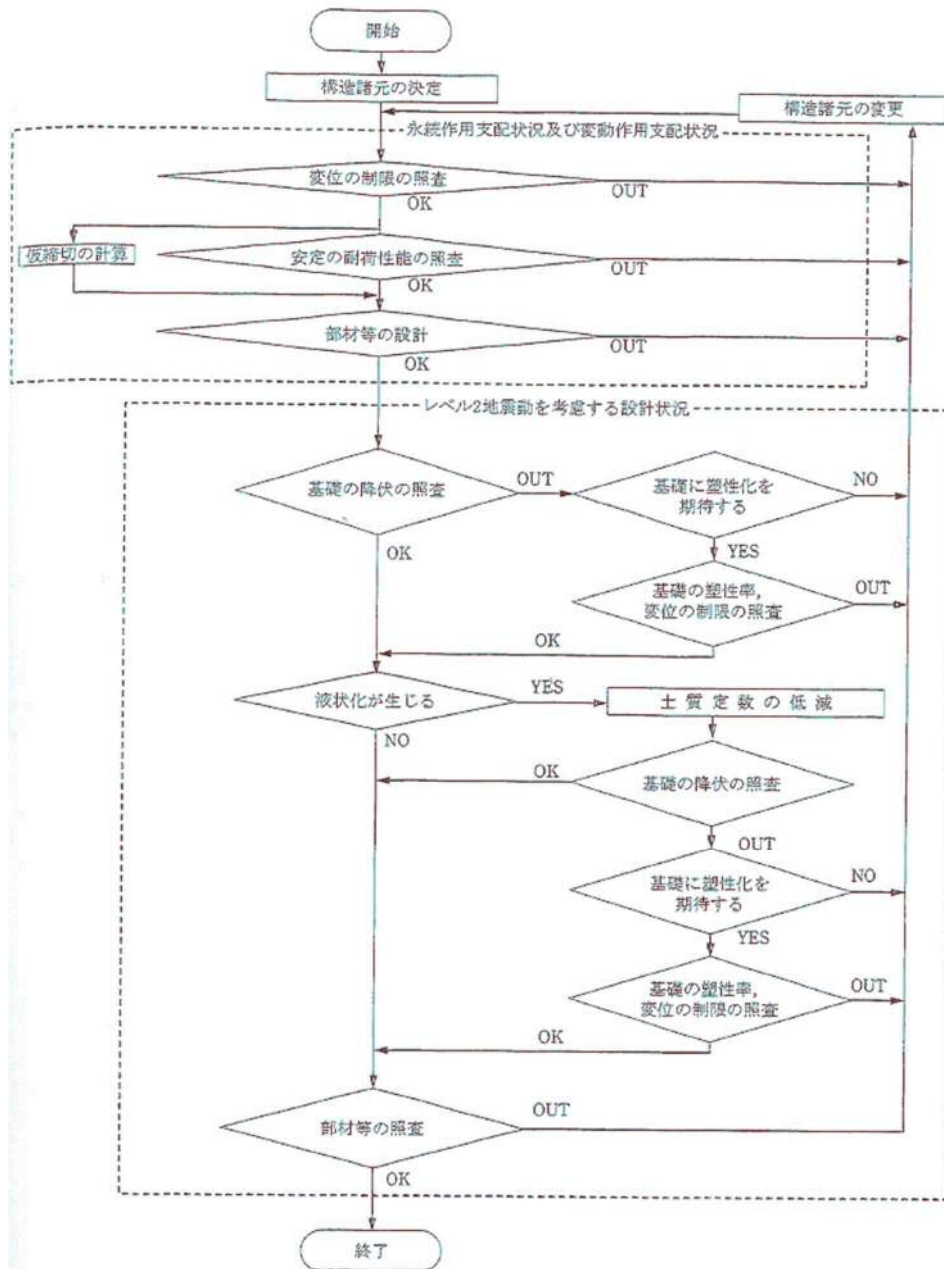 開始
構造諸元の決定
構造諸元の変更
永続作用支配状況及び変動作用支配状況
変位の制限の照査
OUT
OK
仮締切の計算
安定の耐荷性能の照査
OUT
OK
部材等の設計
OUT
OK
レベル2地震動を考慮する設計状況
基礎の降伏の照査
OUT
基礎に塑性化を
期待する
NO
OK
YES
基礎の塑性率,
変位の制限の照査
OUT
OK
液状化が生じる
YES
土質定数の低減
NO
OK
基礎の降伏の照査
OUT
基礎に塑性化を
期待する
NO
YES
基礎の塑性率,
変位の制限の照査
OUT
OK
部材等の照査
OUT
OK
終了